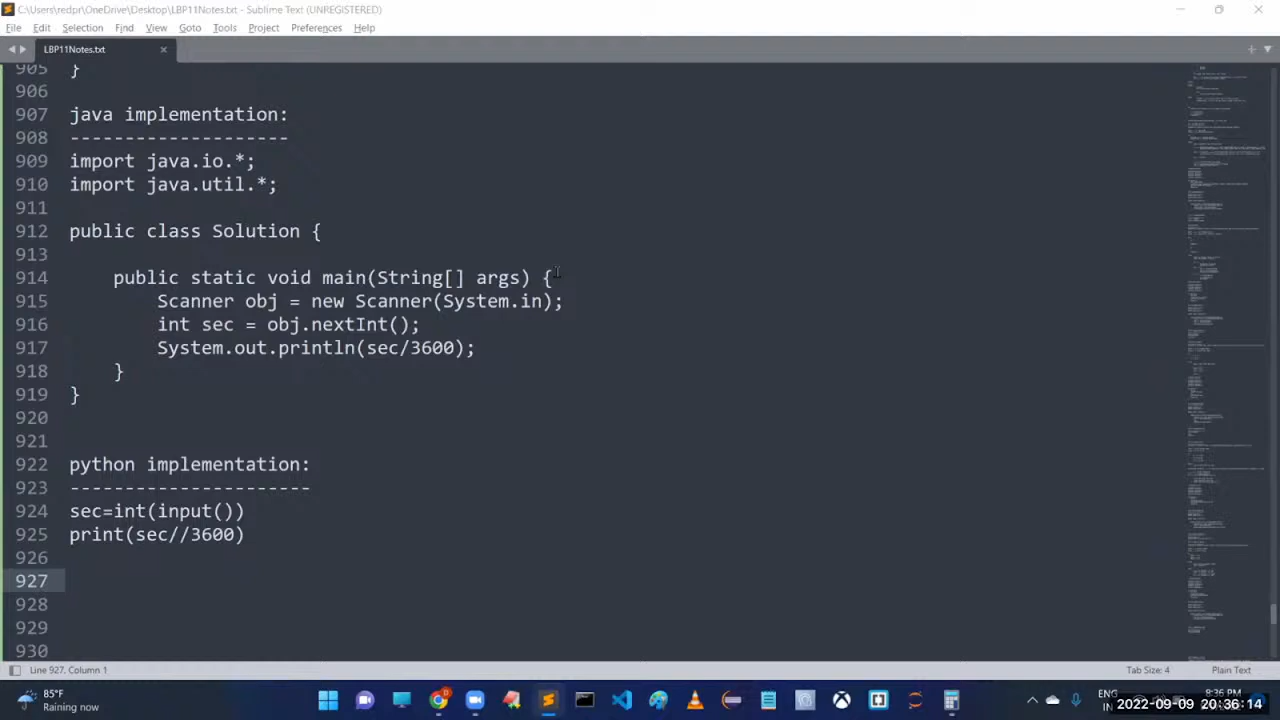 C:\Users\redpr\OneDrive\Desktop\LBP11Notes.txt - Sublime Text (UNREGISTERED)
File Edit Selection Find View Goto Tools Project Preferences Help
LBP11Notes.txt
905 }
906
907 java implementation:
908 --------------------
909 import java.io.*;
910 import java.util.*;
911
912 public class Solution {
913
914 public static void main(String[] args) {
915 Scanner obj = new Scanner(System.in);
916 int sec = obj.nextInt();
917 System.out.println(sec/3600);
918 }
919 }
920
921
922 python implementation:
923 ----------------------
924 sec=int(input())
925 print(sec//3600)
926
927
928
929
930
Line 927, Column 1 Tab Size: 4 Plain Text
85°F
Raining now
ENG
IN
8:36 PM
2022-09-09 20:36:14